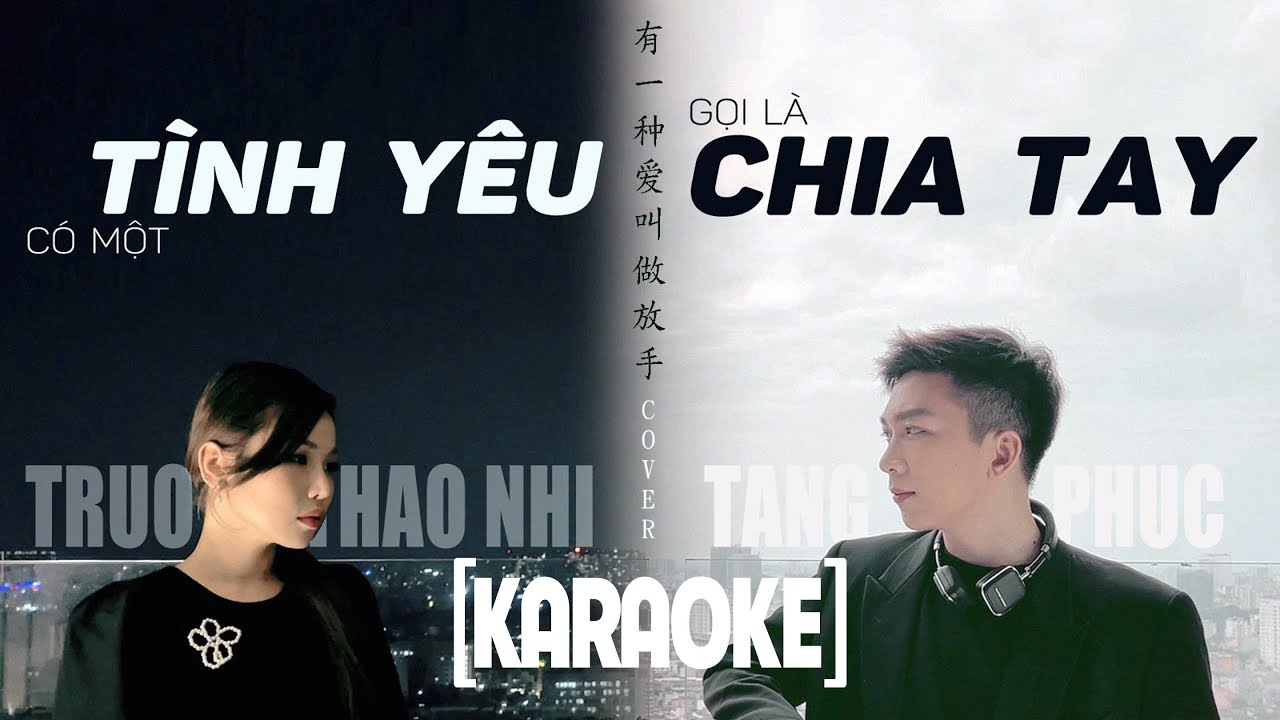 TÌNH YÊU
CÓ MỘT
有一种爱叫做放手
COVER
GỌI LÀ
CHIA TAY
HAO NHI
TANG PHUC
[KARAOKE]